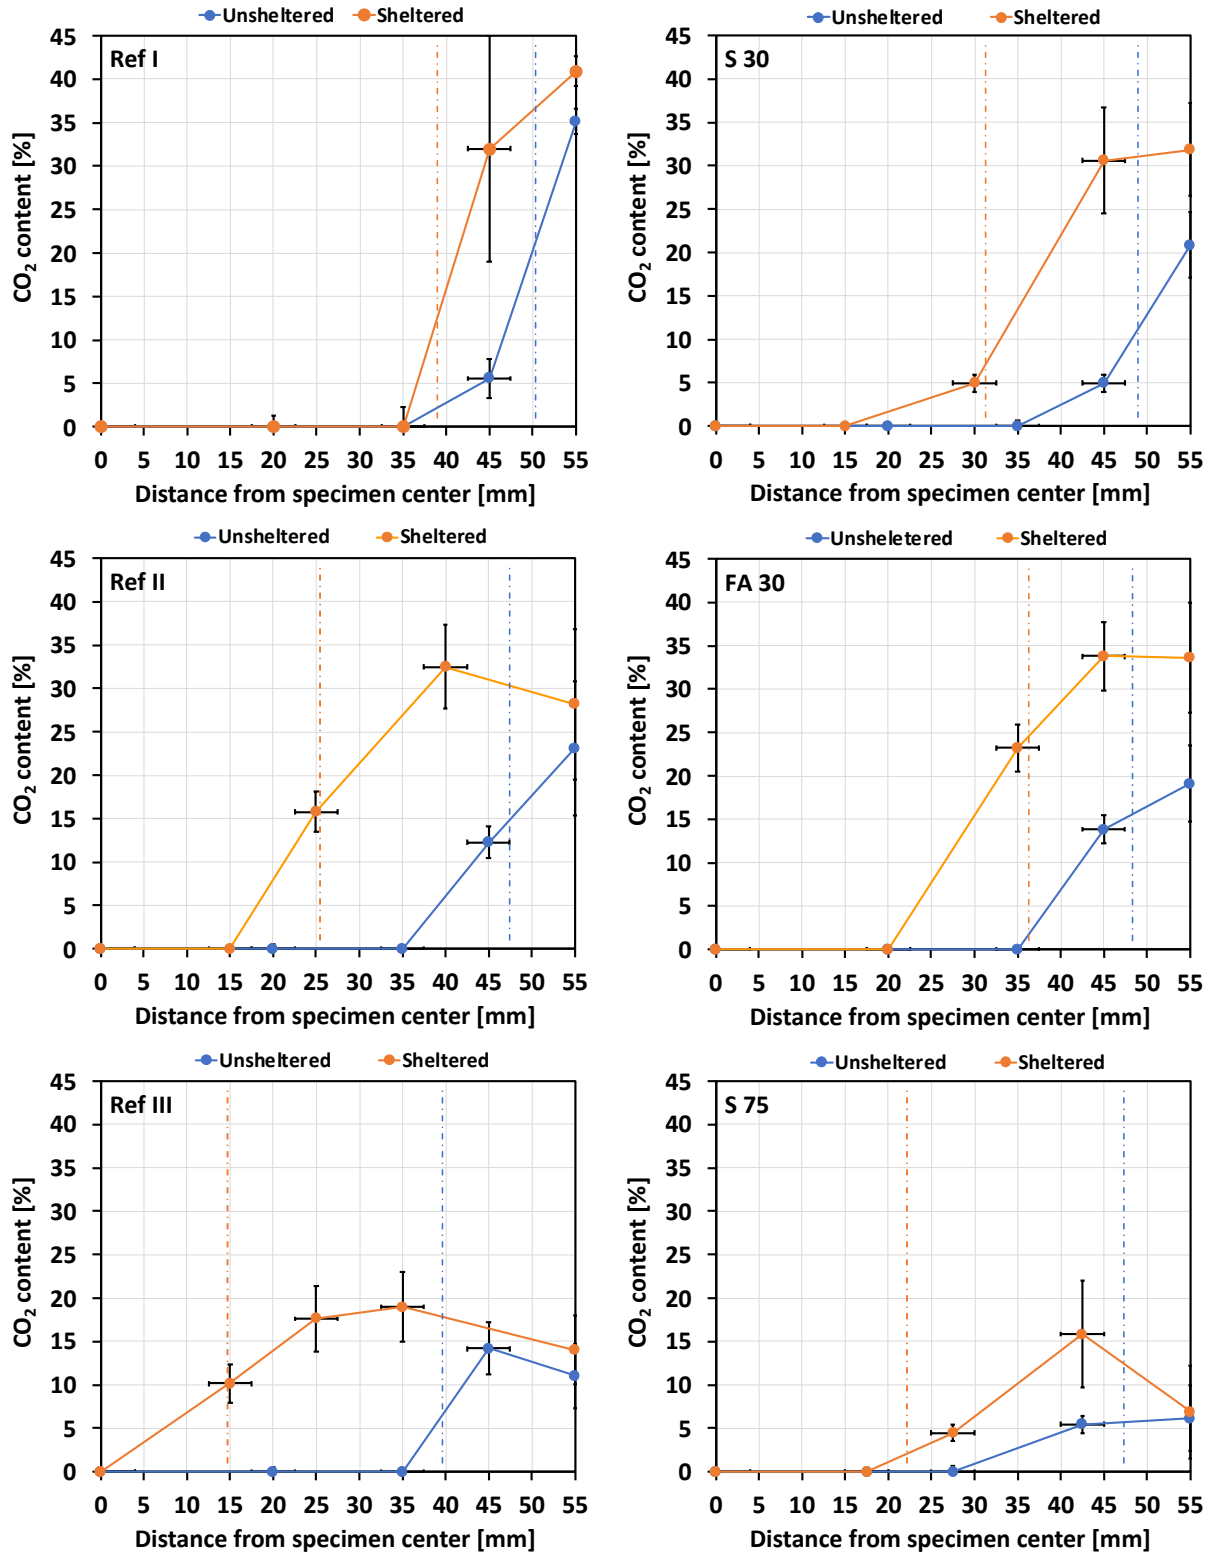 Unsheltered Sheltered
Ref I
CO₂ content [%]
45
40
35
30
25
20
15
10
5
0
0 5 10 15 20 25 30 35 40 45 50 55
Distance from specimen center [mm]
Unsheltered Sheltered
S 30
CO₂ content [%]
45
40
35
30
25
20
15
10
5
0
0 5 10 15 20 25 30 35 40 45 50 55
Distance from specimen center [mm]
Unsheltered Sheltered
Ref II
CO₂ content [%]
45
40
35
30
25
20
15
10
5
0
0 5 10 15 20 25 30 35 40 45 50 55
Distance from specimen center [mm]
Unsheletered Sheltered
FA 30
CO₂ content [%]
45
40
35
30
25
20
15
10
5
0
0 5 10 15 20 25 30 35 40 45 50 55
Distance from specimen center [mm]
Unsheltered Sheltered
Ref III
CO₂ content [%]
45
40
35
30
25
20
15
10
5
0
0 5 10 15 20 25 30 35 40 45 50 55
Distance from specimen center [mm]
Unsheltered Sheltered
S 75
CO₂ content [%]
45
40
35
30
25
20
15
10
5
0
0 5 10 15 20 25 30 35 40 45 50 55
Distance from specimen center [mm]